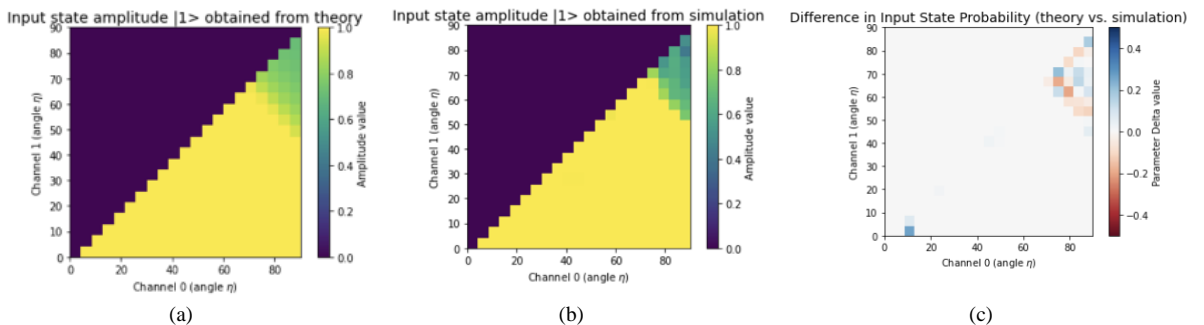 Input state amplitude |1> obtained from theory
90
80
70
60
50
40
30
20
10
0
Channel 1 (angle η)
0 20 40 60 80
Channel 0 (angle η)
1.0
0.8
0.6
0.4
0.2
0.0
Amplitude value
(a)
Input state amplitude |1> obtained from simulation
90
80
70
60
50
40
30
20
10
0
Channel 1 (angle η)
0 20 40 60 80
Channel 0 (angle η)
1.0
0.8
0.6
0.4
0.2
0.0
Amplitude value
(b)
Difference in Input State Probability (theory vs. simulation)
90
80
70
60
50
40
30
20
10
0
Channel 1 (angle η)
0 20 40 60 80
Channel 0 (angle η)
0.4
0.2
0.0
−0.2
−0.4
Parameter Delta value
(c)